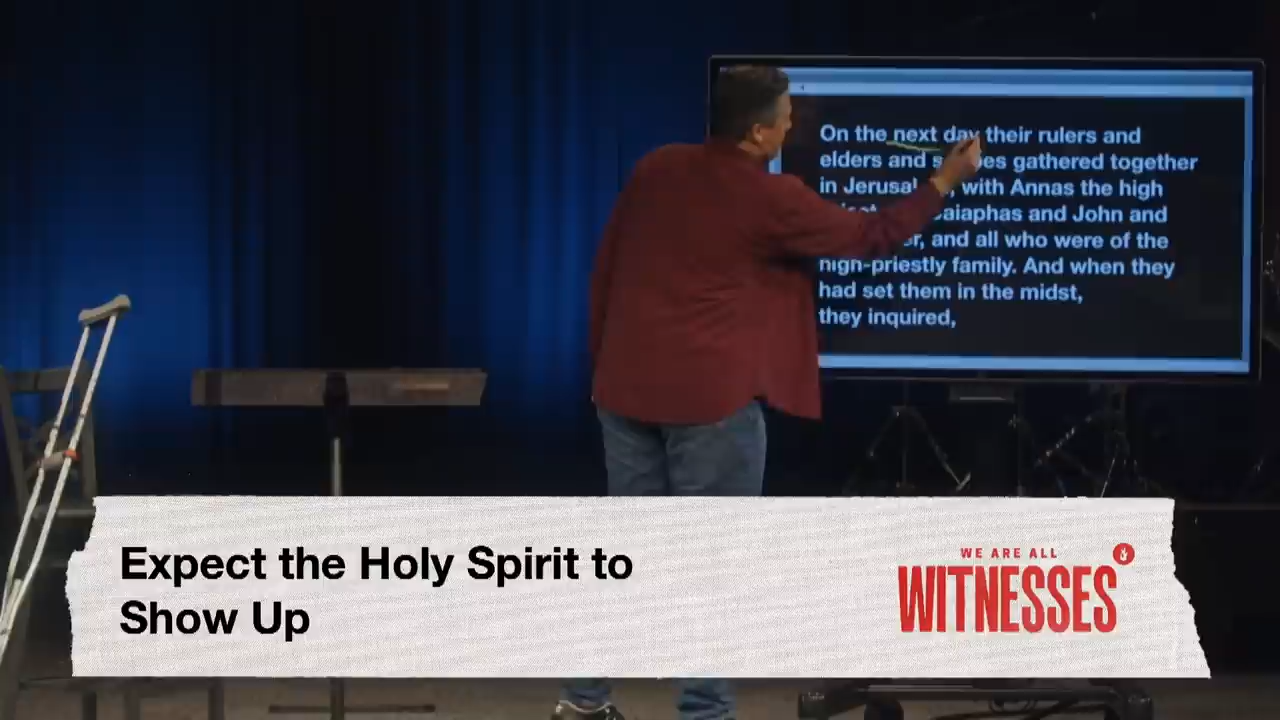 On the next day their rulers and
elders and gathered together
in with Annas the high
and John and
and all who were of the
high-priestly family. And when they
had set them in the midst,
they inquired,
Expect the Holy Spirit to
Show Up
WE ARE ALL
WITNESSES